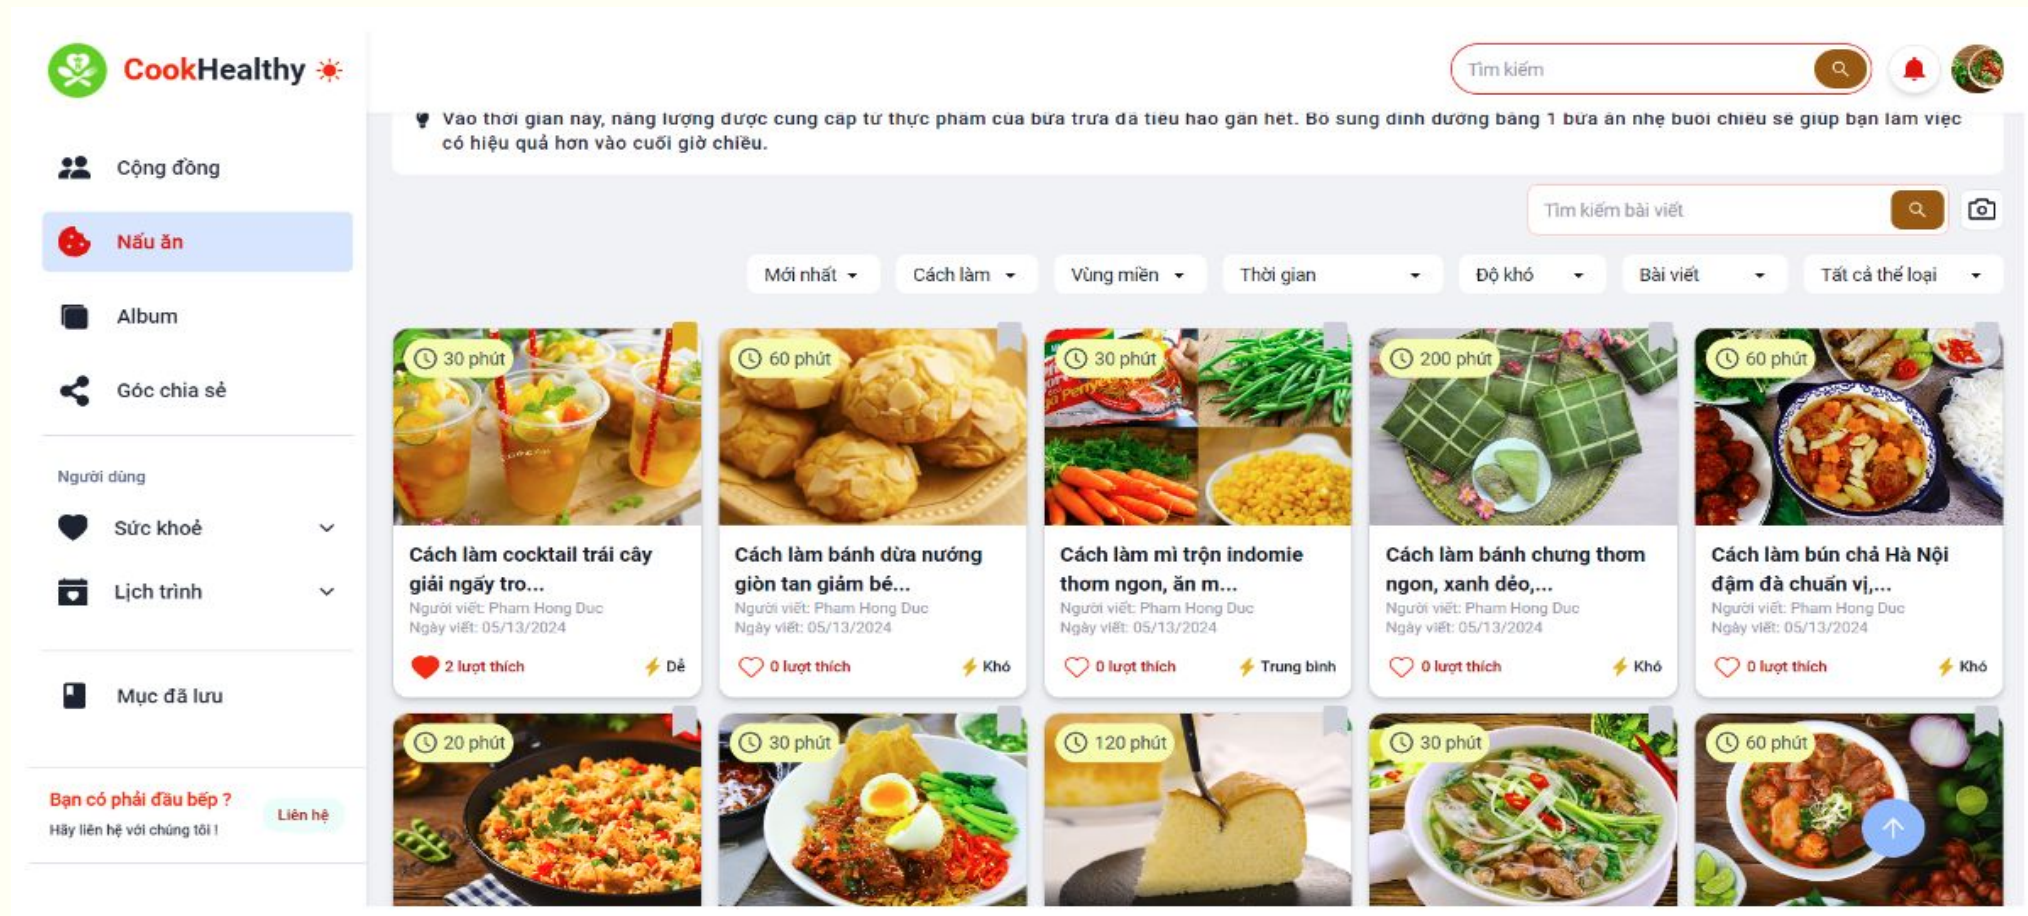 CookHealthy
Tìm kiếm
Cộng đồng
Nấu ăn
Album
Góc chia sẻ
Người dùng
Sức khoẻ
Lịch trình
Mục đã lưu
Bạn có phải đầu bếp ?
Hãy liên hệ với chúng tôi !
Liên hệ
Vào thời gian này, năng lượng được cung cấp từ thực phẩm của bữa trưa đã tiêu hao gần hết. Bổ sung dinh dưỡng bằng 1 bữa ăn nhẹ buổi chiều sẽ giúp bạn làm việc
có hiệu quả hơn vào cuối giờ chiều.
Tìm kiếm bài viết
Mới nhất
Cách làm
Vùng miền
Thời gian
Độ khó
Bài viết
Tất cả thể loại
30 phút
Cách làm cocktail trái cây
giải ngấy tro...
Người viết: Pham Hong Duc
Ngày viết: 05/13/2024
2 lượt thích
Dễ
60 phút
Cách làm bánh dừa nướng
giòn tan giảm bé...
Người viết: Pham Hong Duc
Ngày viết: 05/13/2024
0 lượt thích
Khó
30 phút
Cách làm mì trộn indomie
thơm ngon, ăn m...
Người viết: Pham Hong Duc
Ngày viết: 05/13/2024
0 lượt thích
Trung bình
200 phút
Cách làm bánh chưng thơm
ngon, xanh dẻo,...
Người viết: Pham Hong Duc
Ngày viết: 05/13/2024
0 lượt thích
Khó
60 phút
Cách làm bún chả Hà Nội
đậm đà chuẩn vị,...
Người viết: Pham Hong Duc
Ngày viết: 05/13/2024
0 lượt thích
Khó
20 phút
30 phút
120 phút
30 phút
60 phút